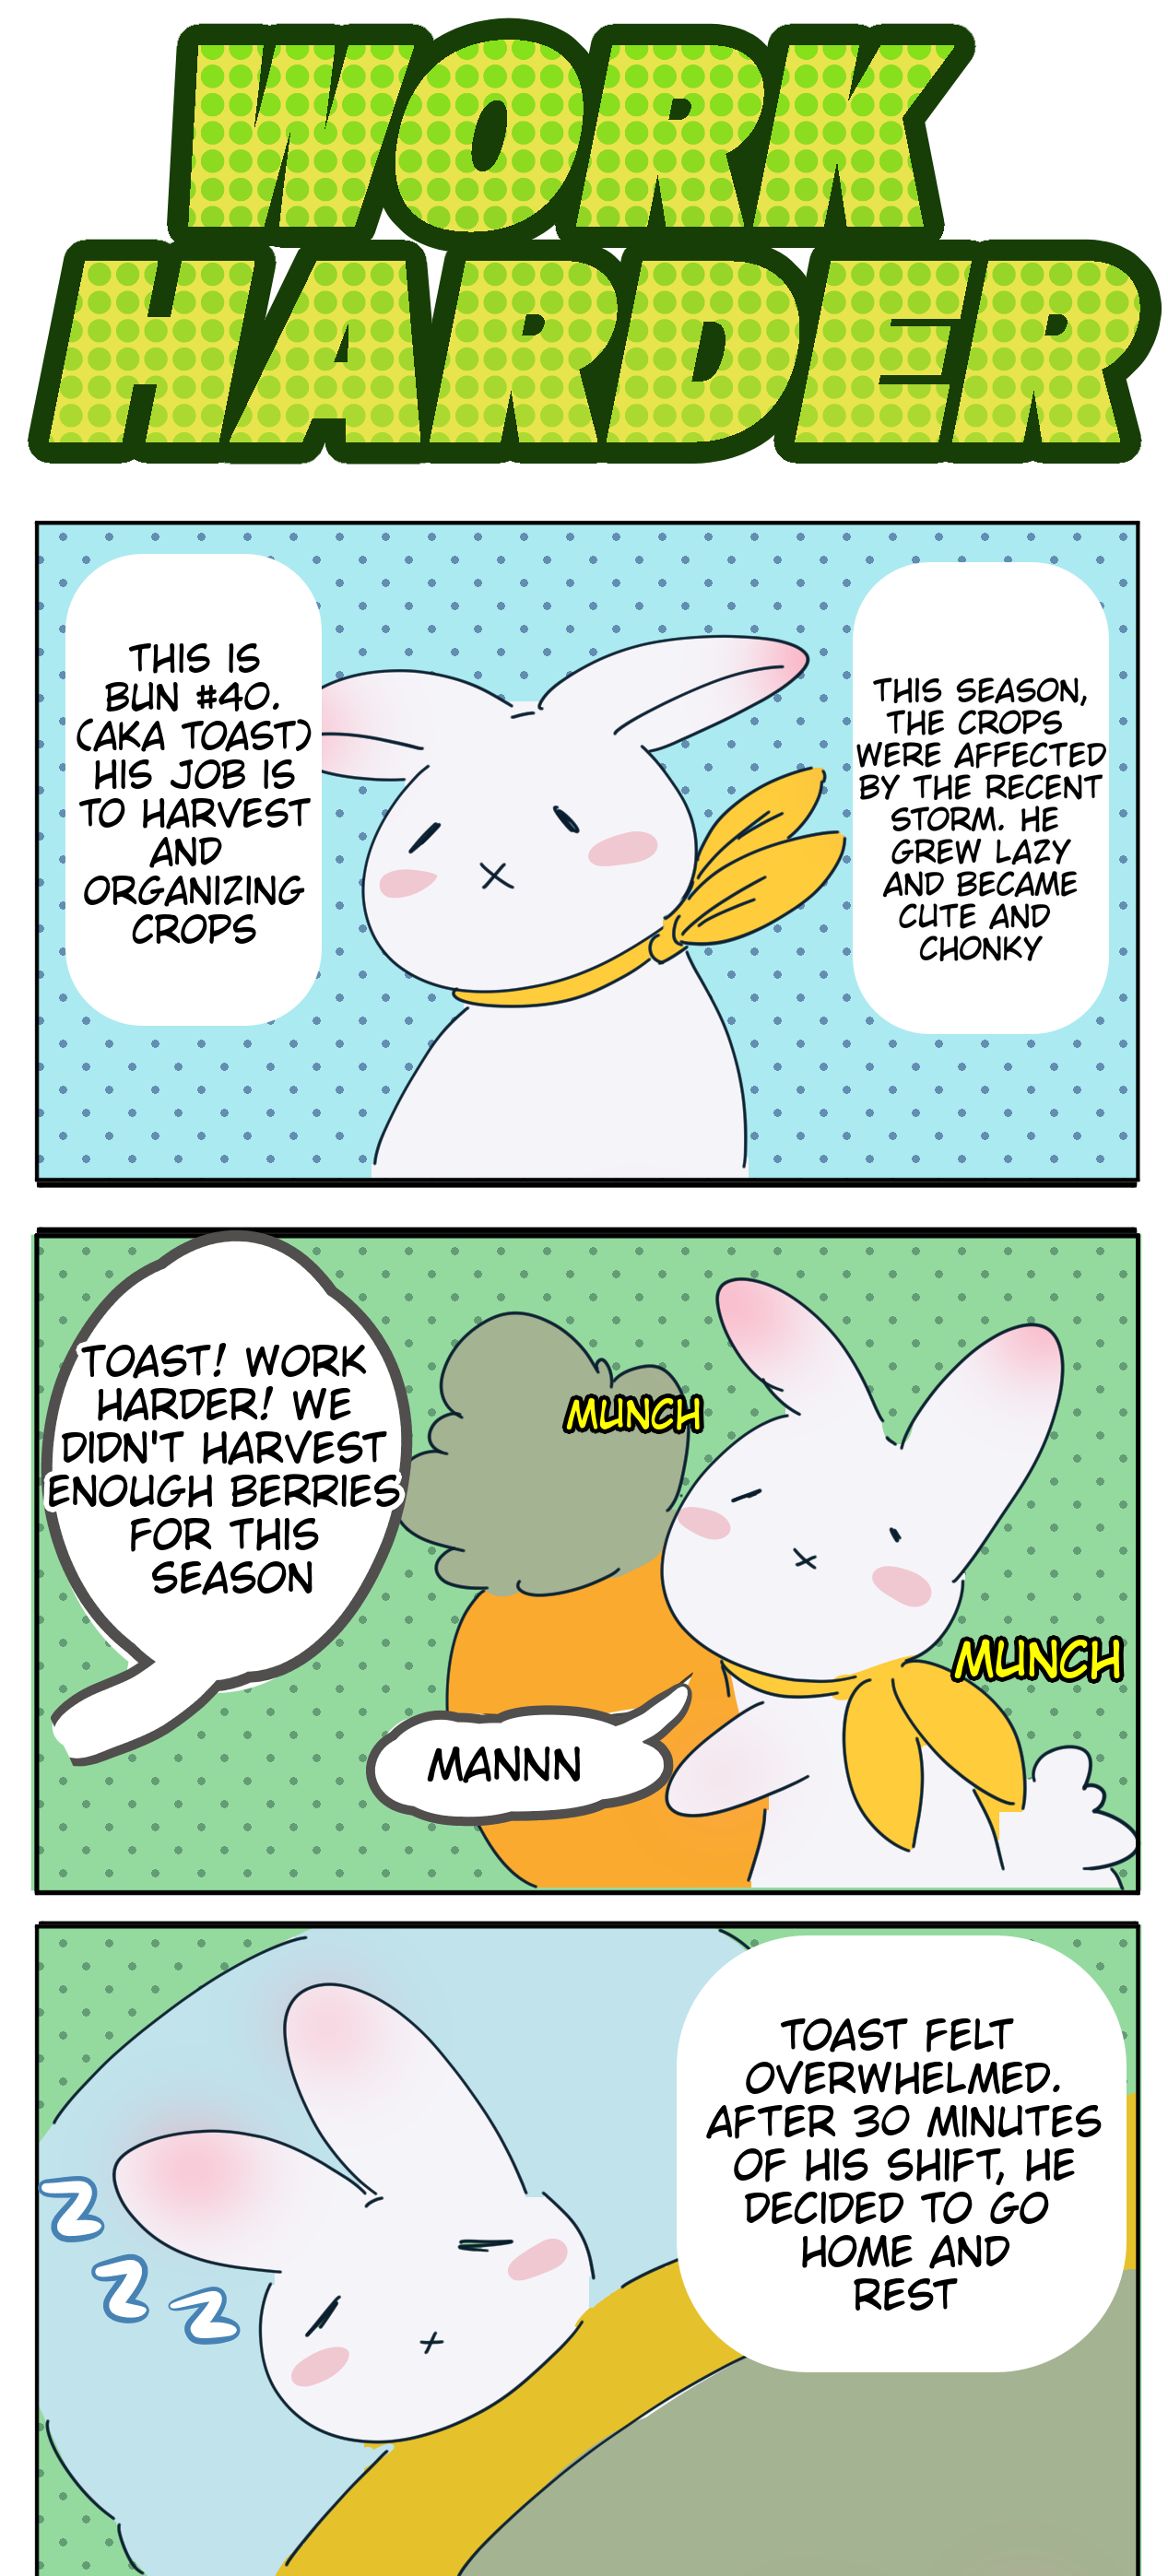 WORK
HARDER
THIS IS
BUN #40.
(AKA TOAST)
HIS JOB IS
TO HARVEST
AND
ORGANIZING
CROPS
THIS SEASON,
THE CROPS
WERE AFFECTED
BY THE RECENT
STORM. HE
GREW LAZY
AND BECAME
CUTE AND
CHONKY
TOAST! WORK
HARDER! WE
DIDN'T HARVEST
ENOUGH BERRIES
FOR THIS
SEASON
MUNCH
MUNCH
MANNN
TOAST FELT
OVERWHELMED.
AFTER 30 MINUTES
OF HIS SHIFT, HE
DECIDED TO GO
HOME AND
REST
Z
Z
Z